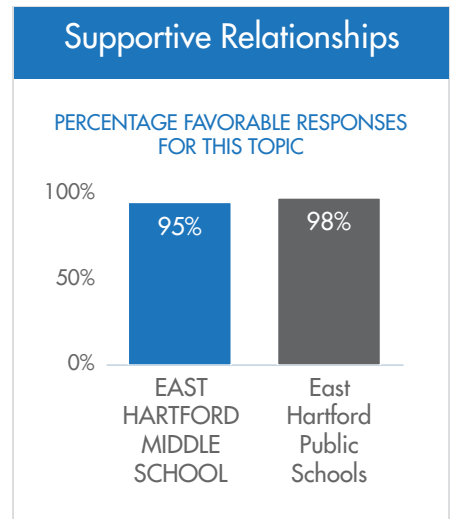 Supportive Relationships
PERCENTAGE FAVORABLE RESPONSES
FOR THIS TOPIC
100%
50%
0%
95%
98%
EAST
HARTFORD
MIDDLE
SCHOOL
East
Hartford
Public
Schools